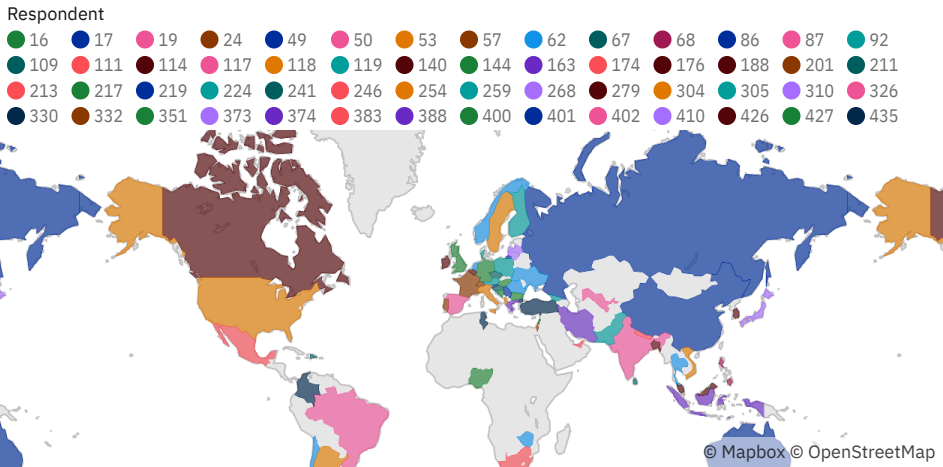 Respondent
16 17 19 24 49 50 53 57 62 67 68 86 87 92
109 111 114 117 118 119 140 144 163 174 176 188 201 211
213 217 219 224 241 246 254 259 268 279 304 305 310 326
330 332 351 373 374 383 388 400 401 402 410 426 427 435
© Mapbox © OpenStreetMap